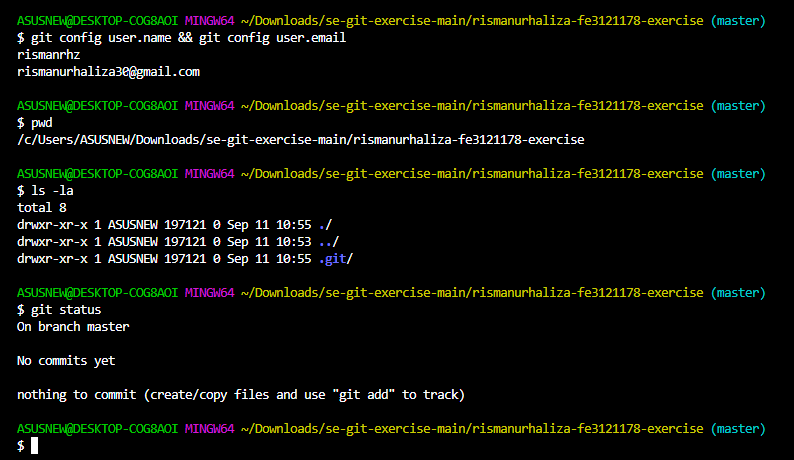 ASUSNEW@DESKTOP-COG8AOI MINGW64 ~/Downloads/se-git-exercise-main/rismanurhaliza-fe3121178-exercise (master)
$ git config user.name && git config user.email
rismanrhz
rismanurhaliza30@gmail.com
ASUSNEW@DESKTOP-COG8AOI MINGW64 ~/Downloads/se-git-exercise-main/rismanurhaliza-fe3121178-exercise (master)
$ pwd
/c/Users/ASUSNEW/Downloads/se-git-exercise-main/rismanurhaliza-fe3121178-exercise
ASUSNEW@DESKTOP-COG8AOI MINGW64 ~/Downloads/se-git-exercise-main/rismanurhaliza-fe3121178-exercise (master)
$ ls -la
total 8
drwxr-xr-x 1 ASUSNEW 197121 0 Sep 11 10:55 ./
drwxr-xr-x 1 ASUSNEW 197121 0 Sep 11 10:53 ../
drwxr-xr-x 1 ASUSNEW 197121 0 Sep 11 10:55 .git/
ASUSNEW@DESKTOP-COG8AOI MINGW64 ~/Downloads/se-git-exercise-main/rismanurhaliza-fe3121178-exercise (master)
$ git status
On branch master
No commits yet
nothing to commit (create/copy files and use "git add" to track)
ASUSNEW@DESKTOP-COG8AOI MINGW64 ~/Downloads/se-git-exercise-main/rismanurhaliza-fe3121178-exercise (master)
$